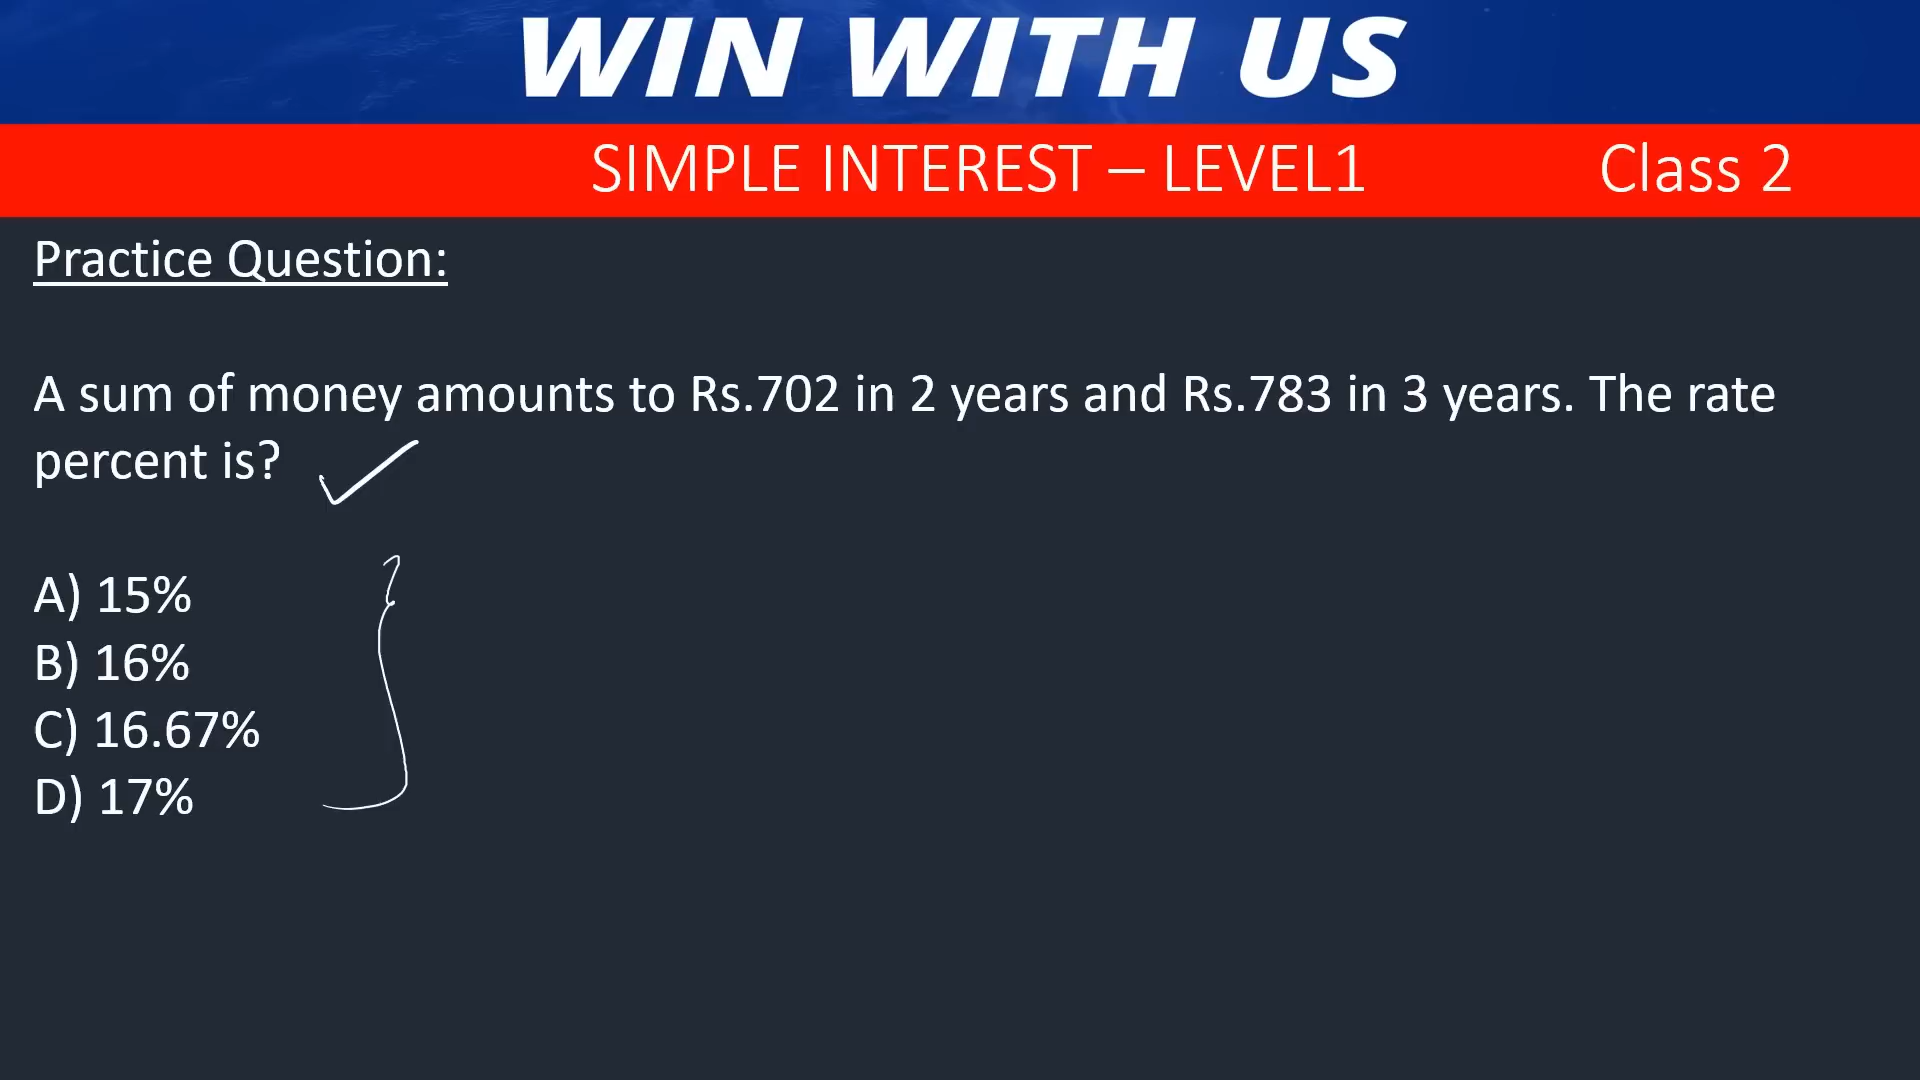 WIN WITH US
SIMPLE INTEREST – LEVEL1 Class 2
Practice Question:
A sum of money amounts to Rs.702 in 2 years and Rs.783 in 3 years. The rate
percent is?
A) 15%
B) 16%
C) 16.67%
D) 17%